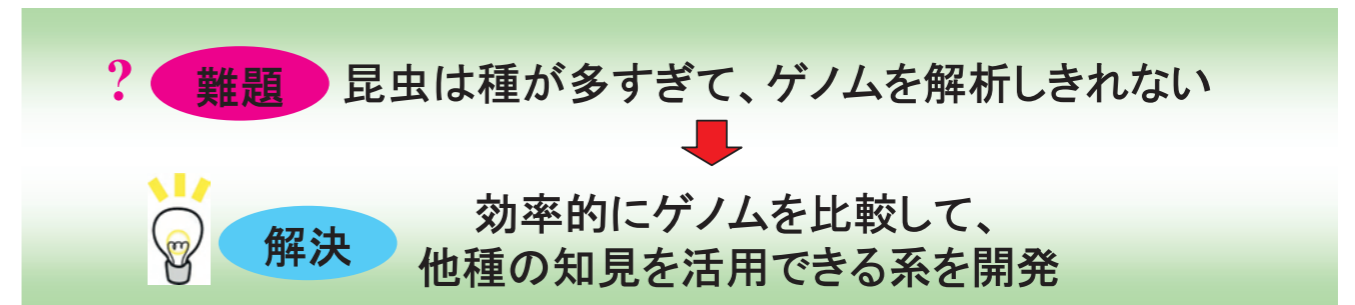 ? 難題 昆虫は種が多すぎて、ゲノムを解析しきれない
効率的にゲノムを比較して、
解決 他種の知見を活用できる系を開発